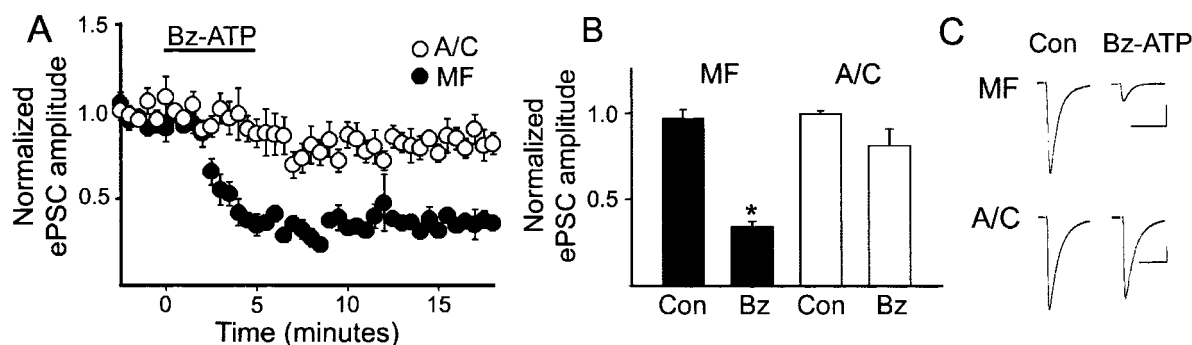 A
Normalized
ePSC amplitude
1.5
1.0
0.5
Bz-ATP
A/C
MF
0
5
10
15
Time (minutes)
B
Normalized
ePSC amplitude
1.0
0.5
MF
A/C
*
Con
Bz
Con
Bz
C
Con
Bz-ATP
MF
A/C